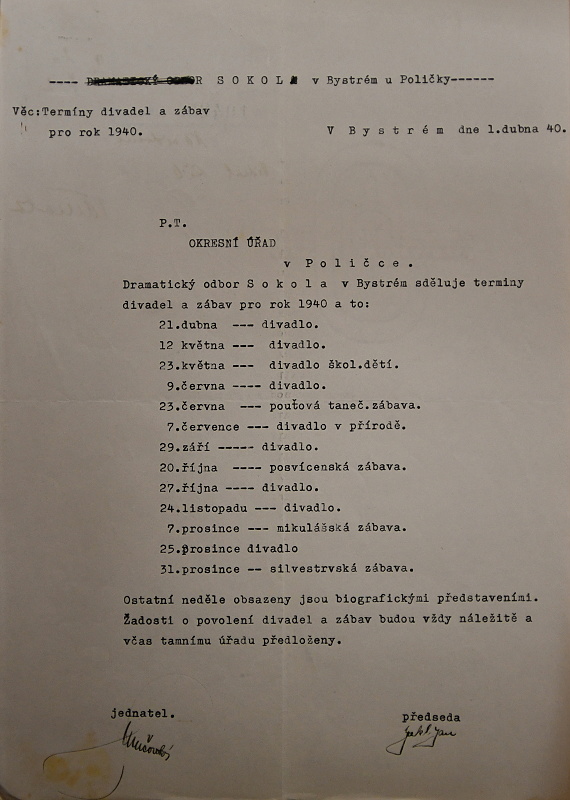 ---- DRAMATICKÝ ODBOR S O K O L A v Bystrém u Poličky------
Věc:Termíny divadel a zábav
pro rok 1940.
V B y s t r é m dne 1.dubna 40.
P.T.
OKRESNÍ ÚŘAD
v P o l i č c e .
Dramatický odbor S o k o l a v Bystrém sděluje terminy
divadel a zábav pro rok 1940 a to:
21.dubna --- divadlo.
12 května --- divadlo.
23.května --- divadlo škol.dětí.
9.června ---- divadlo.
23.června --- pouťová taneč.zábava.
7.července --- divadlo v přírodě.
29.září ----- divadlo.
20.října ---- posvícenská zábava.
27.října ---- divadlo.
24.listopadu --- divadlo.
7.prosince --- mikulášská zábava.
25.prosince divadlo
31.prosince -- silvestrvská zábava.
Ostatní neděle obsazeny jsou biografickými představeními.
Žadosti o povolení divadel a zábav budou vždy náležitě a
včas tamnímu úřadu předloženy.
jednatel.
předseda
Jan